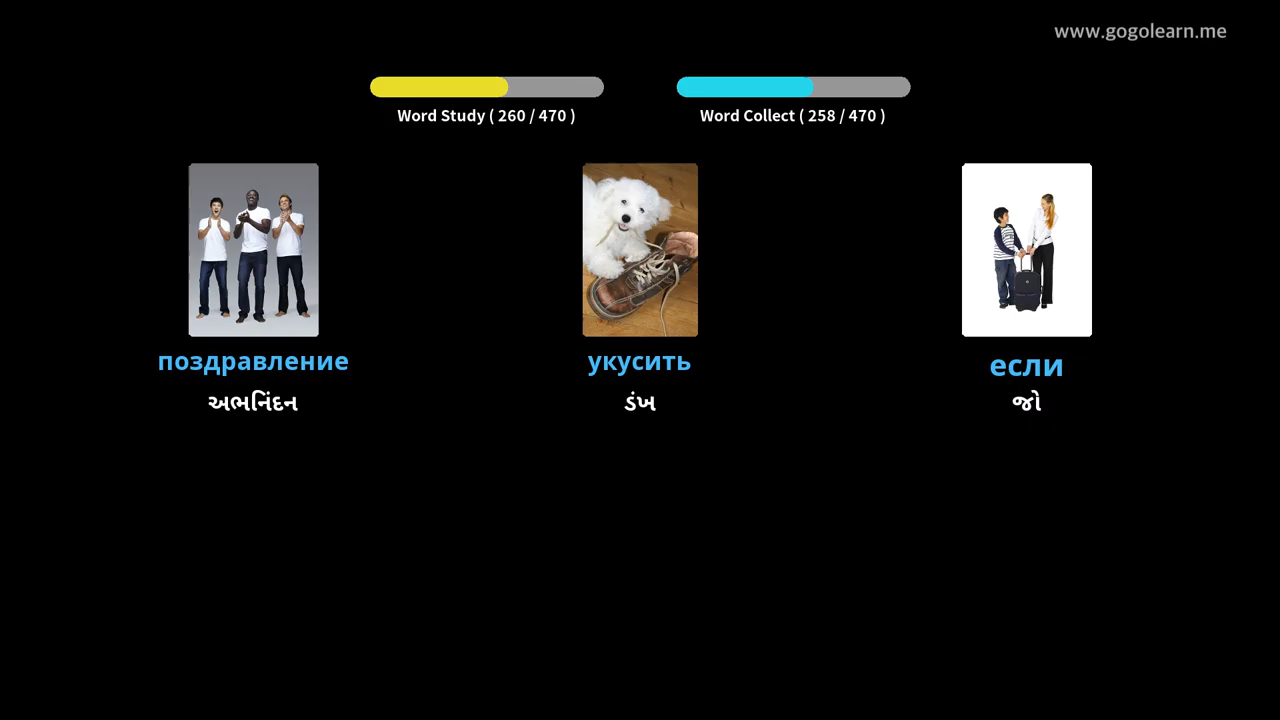 www.gogolearn.me
Word Study ( 260 / 470 )
Word Collect ( 258 / 470 )
поздравление
укусить
если
અભિનંદન
ડંખ
જો